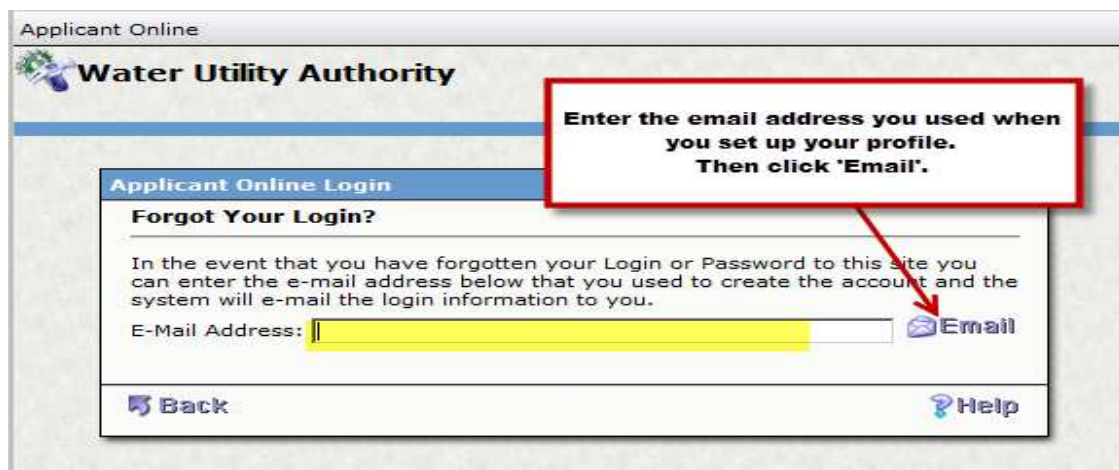 Applicant Online
Water Utility Authority
Enter the email address you used when
you set up your profile.
Then click 'Email'.
Applicant Online Login
Forgot Your Login?
In the event that you have forgotten your Login or Password to this site you
can enter the e-mail address below that you used to create the account and the
system will e-mail the login information to you.
E-Mail Address:
Email
Back
Help